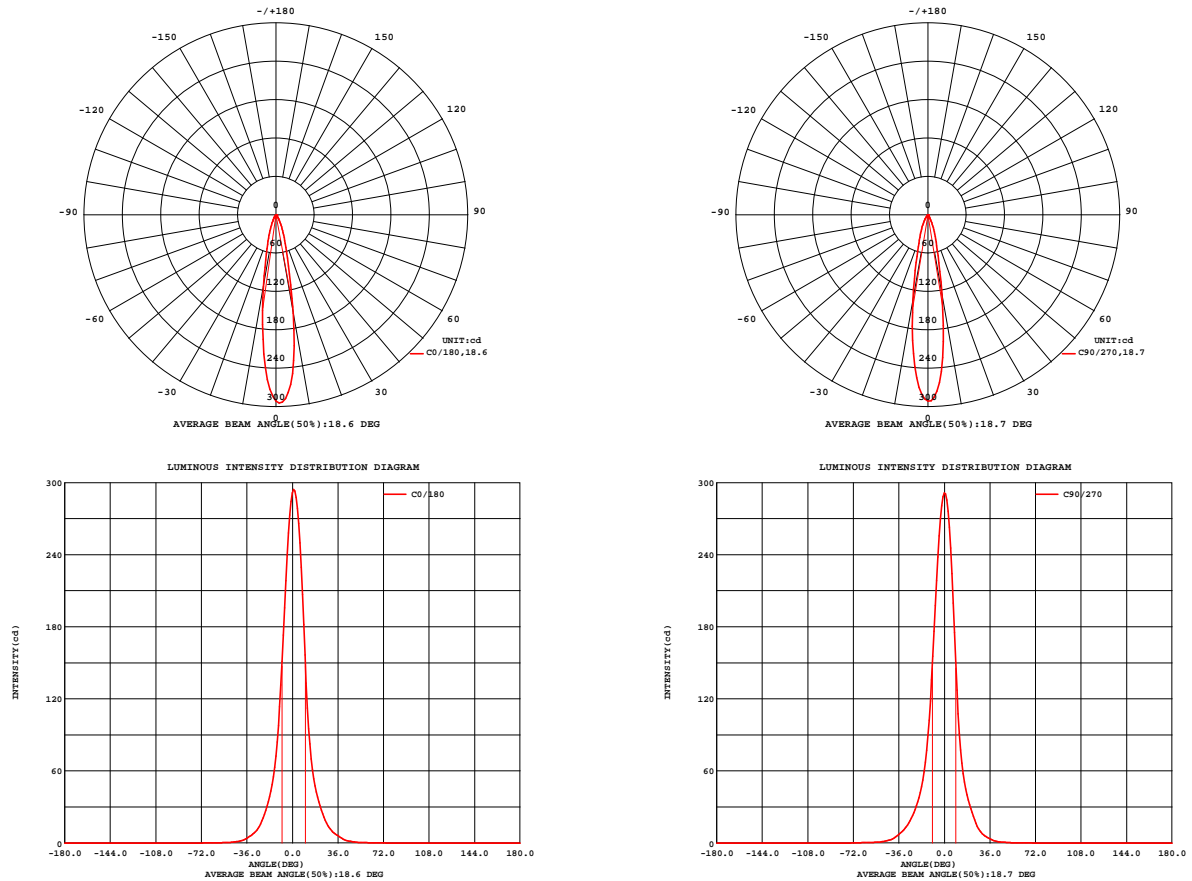 -/+180
-150
150
-120
120
-90
90
0
60
120
180
240
300
-60
60
-30
30
0
UNIT:cd
C0/180,18.6
AVERAGE BEAM ANGLE(50%):18.6 DEG
-/+180
-150
150
-120
120
-90
90
0
60
120
180
240
300
-60
60
-30
30
0
UNIT:cd
C90/270,18.7
AVERAGE BEAM ANGLE(50%):18.7 DEG
LUMINOUS INTENSITY DISTRIBUTION DIAGRAM
C0/180
INTENSITY(cd)
300
240
180
120
60
0
-180.0 -144.0 -108.0 -72.0 -36.0 0.0 36.0 72.0 108.0 144.0 180.0
ANGLE(DEG)
AVERAGE BEAM ANGLE(50%):18.6 DEG
LUMINOUS INTENSITY DISTRIBUTION DIAGRAM
C90/270
INTENSITY(cd)
300
240
180
120
60
0
-180.0 -144.0 -108.0 -72.0 -36.0 0.0 36.0 72.0 108.0 144.0 180.0
ANGLE(DEG)
AVERAGE BEAM ANGLE(50%):18.7 DEG